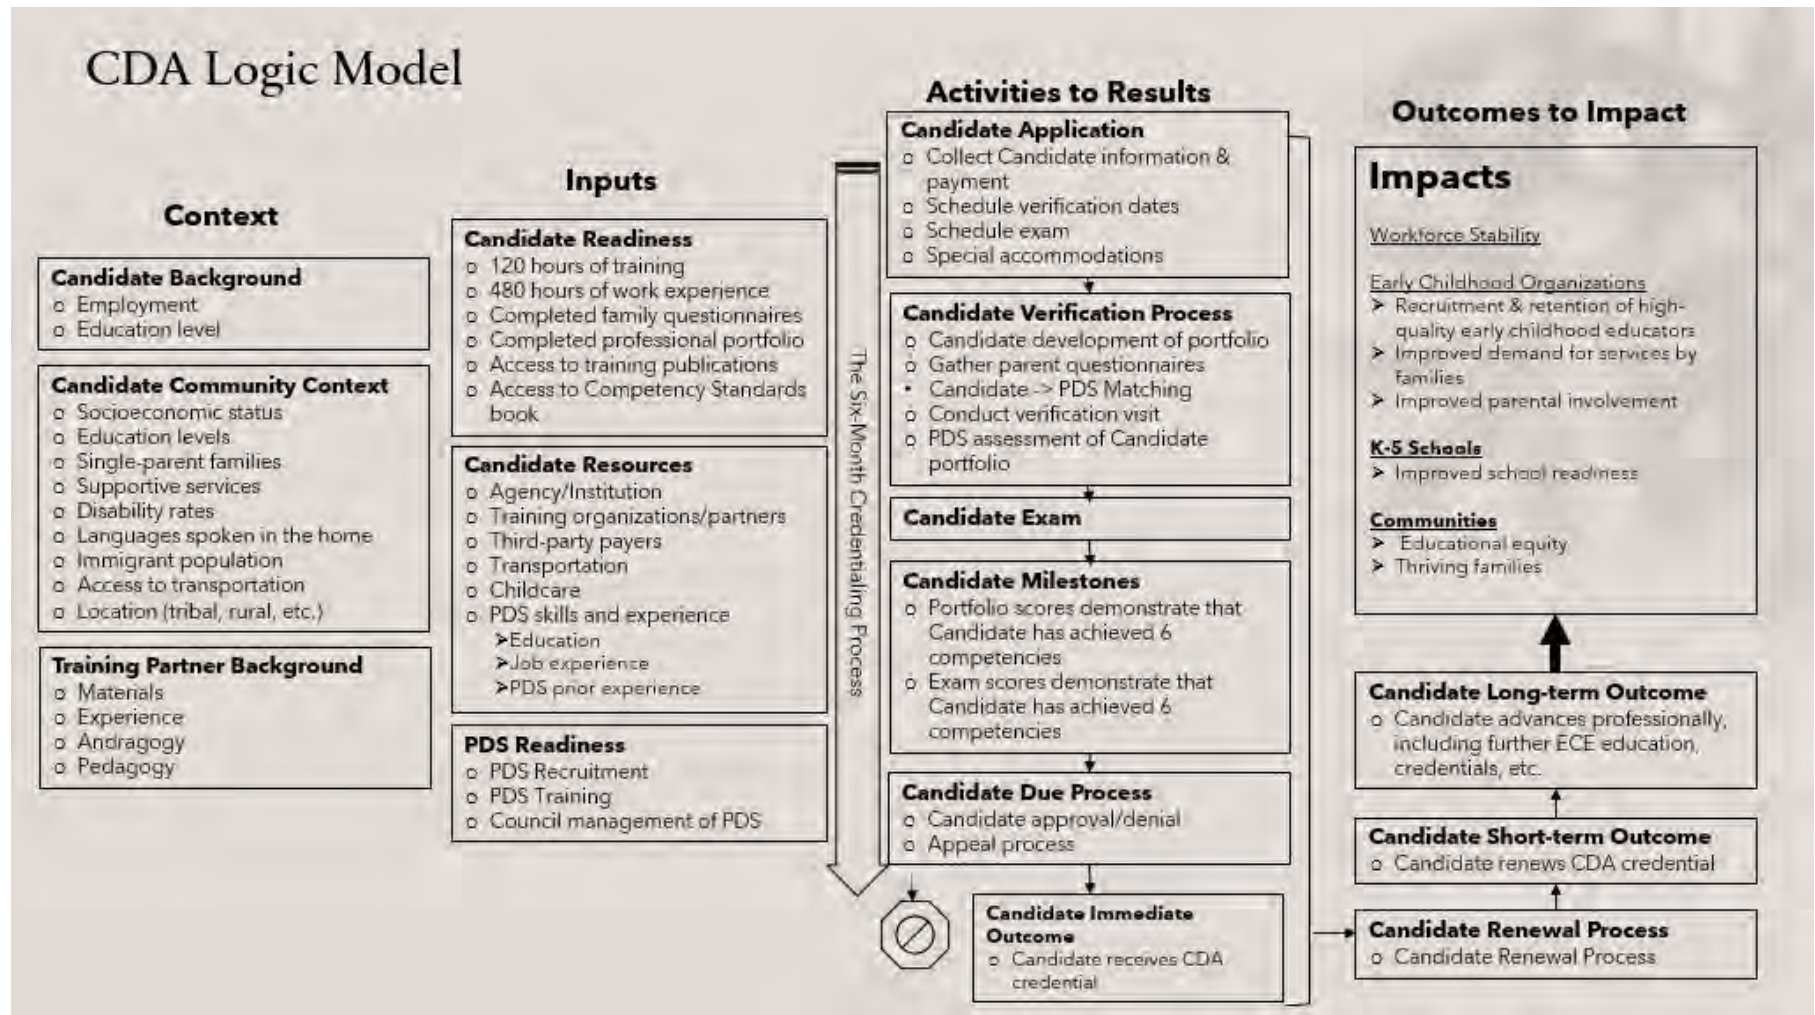 CDA Logic Model
Context
Candidate Background
o Employment
o Education level
Candidate Community Context
o Socioeconomic status
o Education levels
o Single-parent families
o Supportive services
o Disability rates
o Languages spoken in the home
o Immigrant population
o Access to transportation
o Location (tribal, rural, etc.)
Training Partner Background
o Materials
o Experience
o Andragogy
o Pedagogy
Inputs
Candidate Readiness
o 120 hours of training
o 480 hours of work experience
o Completed family questionnaires
o Completed professional portfolio
o Access to training publications
o Access to Competency Standards
book
Candidate Resources
o Agency/Institution
o Training organizations/partners
o Third-party payers
o Transportation
o Childcare
o PDS skills and experience
➢Education
➢Job experience
➢PDS prior experience
PDS Readiness
o PDS Recruitment
o PDS Training
o Council management of PDS
The Six-Month Credentialing Process
Activities to Results
Candidate Application
o Collect Candidate information &
payment
o Schedule verification dates
o Schedule exam
o Special accommodations
Candidate Verification Process
o Candidate development of portfolio
o Gather parent questionnaires
• Candidate -> PDS Matching
o Conduct verification visit
o PDS assessment of Candidate
portfolio
Candidate Exam
Candidate Milestones
o Portfolio scores demonstrate that
Candidate has achieved 6
competencies
o Exam scores demonstrate that
Candidate has achieved 6
competencies
Candidate Due Process
o Candidate approval/denial
o Appeal process
Candidate Immediate
Outcome
o Candidate receives CDA
credential
Outcomes to Impact
Impacts
Workforce Stability
Early Childhood Organizations
➢ Recruitment & retention of high-
quality early childhood educators
➢ Improved demand for services by
families
➢ Improved parental involvement
K-5 Schools
➢ Improved school readiness
Communities
➢ Educational equity
➢ Thriving families
Candidate Long-term Outcome
o Candidate advances professionally,
including further ECE education,
credentials, etc.
Candidate Short-term Outcome
o Candidate renews CDA credential
Candidate Renewal Process
o Candidate Renewal Process